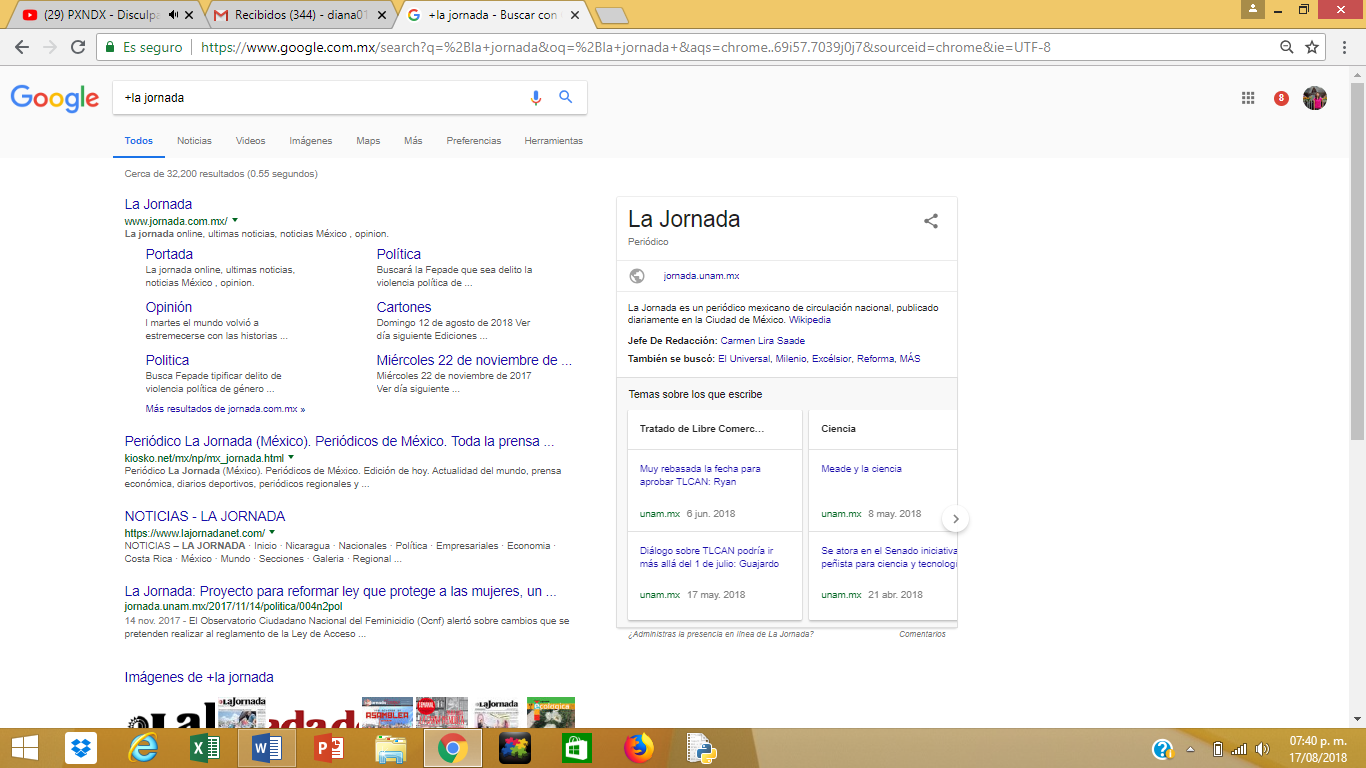 (29) PXNDX - Disculpa
Recibidos (344) - diana01
+la jornada - Buscar con
Es seguro
https://www.google.com.mx/search?q=%2Bla+jornada&oq=%2Bla+jornada+&aqs=chrome..69i57.7039j0j7&sourceid=chrome&ie=UTF-8
Google
+la jornada
8
Todos Noticias Videos Imágenes Maps Más Preferencias Herramientas
Cerca de 32,200 resultados (0.55 segundos)
La Jornada
www.jornada.com.mx/
La jornada online, ultimas noticias, noticias México , opinion.
Portada
La jornada online, ultimas noticias,
noticias México , opinion.
Política
Buscará la Fepade que sea delito la
violencia política de ...
Opinión
l martes el mundo volvió a
estremecerse con las historias ...
Cartones
Domingo 12 de agosto de 2018 Ver
día siguiente Ediciones ...
Politica
Busca Fepade tipificar delito de
violencia política de género ...
Miércoles 22 de noviembre de ...
Miércoles 22 de noviembre de 2017
Ver día siguiente ...
Más resultados de jornada.com.mx »
Periódico La Jornada (México). Periódicos de México. Toda la prensa ...
kiosko.net/mx/np/mx_jornada.html
Periódico La Jornada (México). Periódicos de México. Edición de hoy. Actualidad del mundo, prensa
económica, diarios deportivos, periódicos regionales y ...
NOTICIAS - LA JORNADA
https://www.lajornadanet.com/
NOTICIAS – LA JORNADA · Inicio · Nicaragua · Nacionales · Política · Empresariales · Economia ·
Costa Rica · México · Mundo · Secciones · Galeria · Regional ...
La Jornada: Proyecto para reformar ley que protege a las mujeres, un ...
jornada.unam.mx/2017/11/14/politica/004n2pol
14 nov. 2017 - El Observatorio Ciudadano Nacional del Feminicidio (Ocnf) alertó sobre cambios que se
pretenden realizar al reglamento de la Ley de Acceso ...
Imágenes de +la jornada
La Jornada
Periódico
jornada.unam.mx
La Jornada es un periódico mexicano de circulación nacional, publicado
diariamente en la Ciudad de México. Wikipedia
Jefe De Redacción: Carmen Lira Saade
También se buscó: El Universal, Milenio, Excélsior, Reforma, MÁS
Temas sobre los que escribe
Tratado de Libre Comerc...
Muy rebasada la fecha para
aprobar TLCAN: Ryan
unam.mx 6 jun. 2018
Diálogo sobre TLCAN podría ir
más allá del 1 de julio: Guajardo
unam.mx 17 may. 2018
Ciencia
Meade y la ciencia
unam.mx 8 may. 2018
Se atora en el Senado iniciativa
peñista para ciencia y tecnologí
unam.mx 21 abr. 2018
¿Administras la presencia en línea de La Jornada?
Comentarios
LaJornada
ASAMBLEA
LaJornada
ecológica
07:40 p. m.
17/08/2018